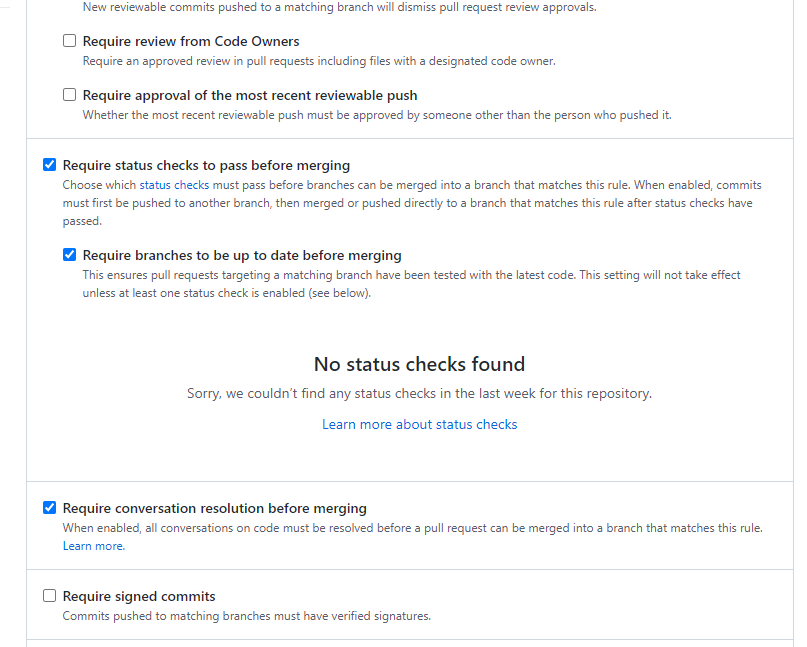 New reviewable commits pushed to a matching branch will dismiss pull request review approvals.
Require review from Code Owners
Require an approved review in pull requests including files with a designated code owner.
Require approval of the most recent reviewable push
Whether the most recent reviewable push must be approved by someone other than the person who pushed it.
Require status checks to pass before merging
Choose which status checks must pass before branches can be merged into a branch that matches this rule. When enabled, commits
must first be pushed to another branch, then merged or pushed directly to a branch that matches this rule after status checks have
passed.
Require branches to be up to date before merging
This ensures pull requests targeting a matching branch have been tested with the latest code. This setting will not take effect
unless at least one status check is enabled (see below).
No status checks found
Sorry, we couldn’t find any status checks in the last week for this repository.
Learn more about status checks
Require conversation resolution before merging
When enabled, all conversations on code must be resolved before a pull request can be merged into a branch that matches this rule.
Learn more.
Require signed commits
Commits pushed to matching branches must have verified signatures.